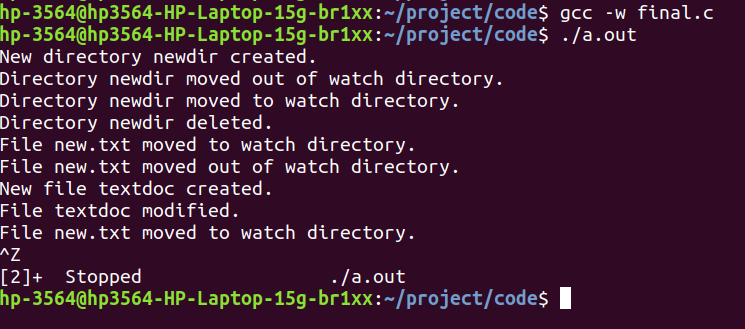 hp-3564@hp3564-HP-Laptop-15g-br1xx:~/project/code$ gcc -w final.c
hp-3564@hp3564-HP-Laptop-15g-br1xx:~/project/code$ ./a.out
New directory newdir created.
Directory newdir moved out of watch directory.
Directory newdir moved to watch directory.
Directory newdir deleted.
File new.txt moved to watch directory.
File new.txt moved out of watch directory.
New file textdoc created.
File textdoc modified.
File new.txt moved to watch directory.
^Z
[2]+  Stopped                 ./a.out
hp-3564@hp3564-HP-Laptop-15g-br1xx:~/project/code$